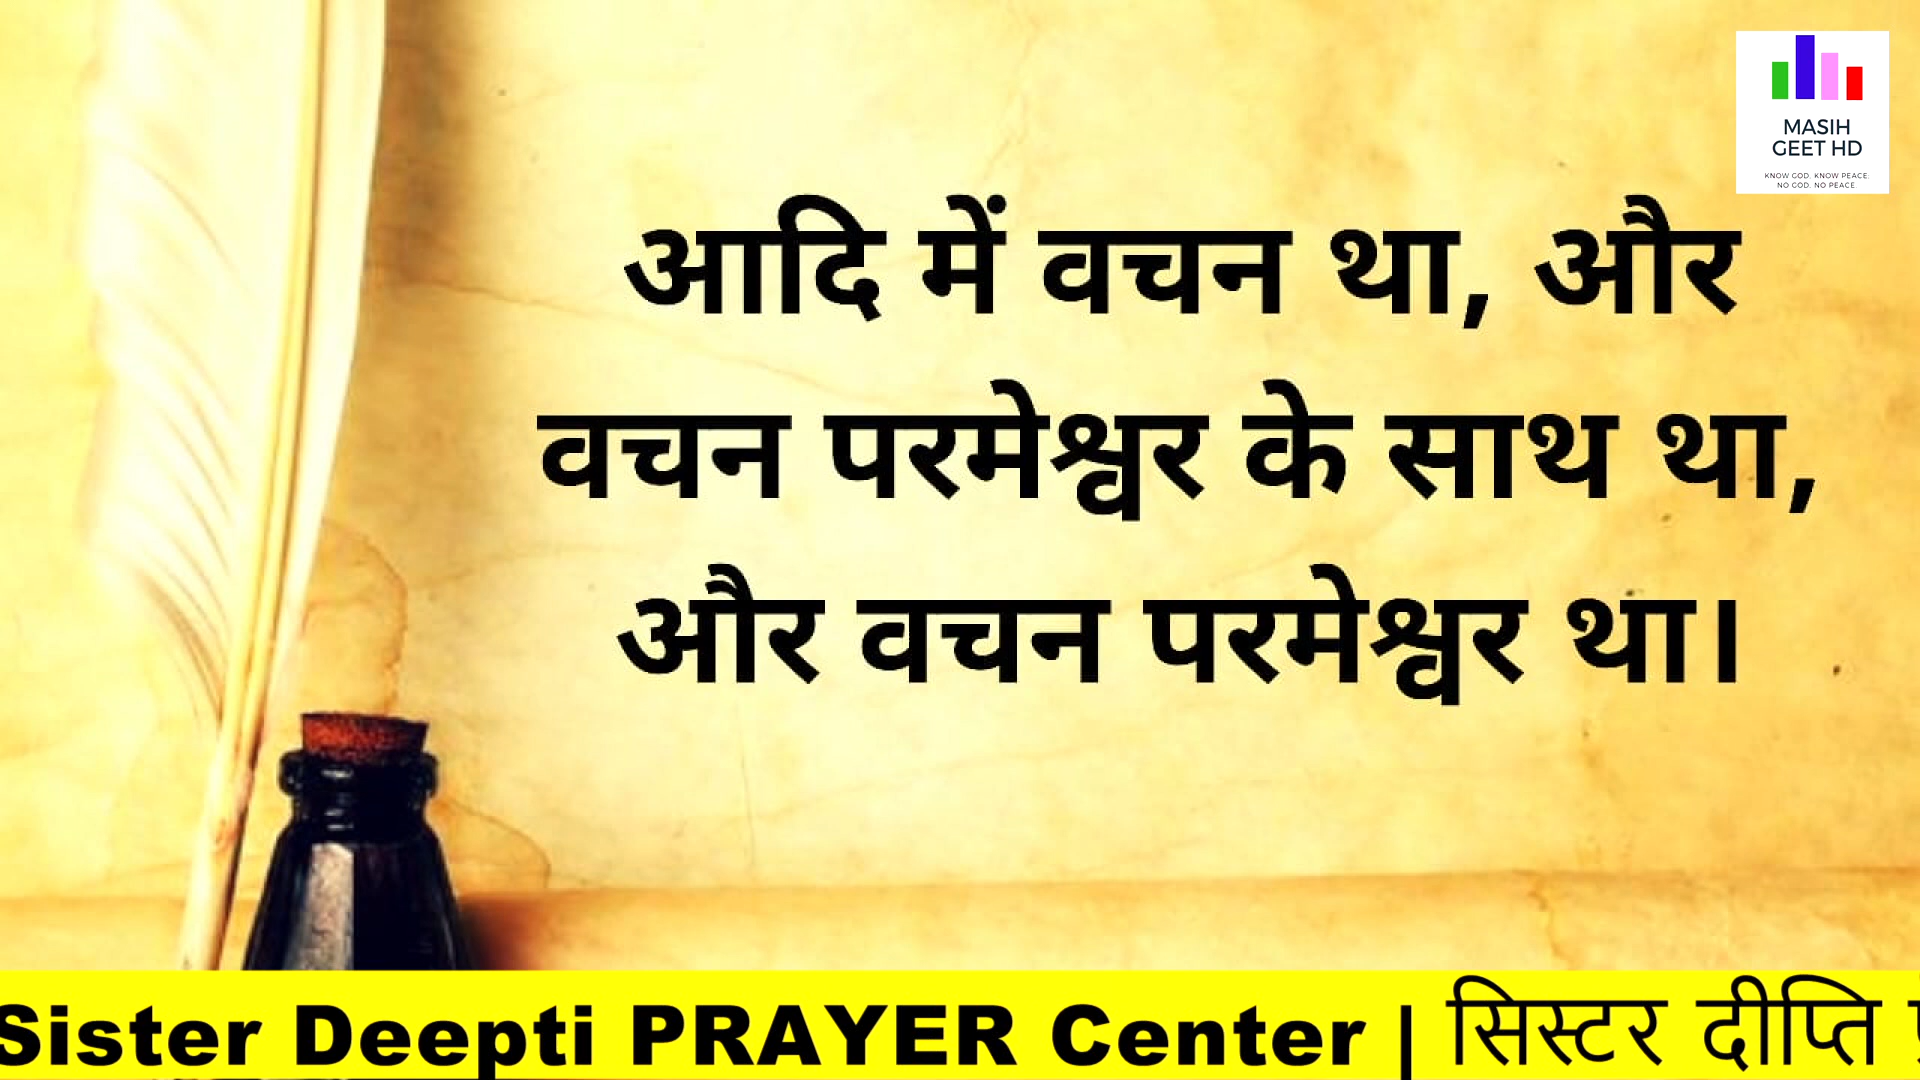 MASIH
GEET HD
KNOW GOD. KNOW PEACE:
NO GOD. NO PEACE.
आदि में वचन था, और
वचन परमेश्वर के साथ था,
और वचन परमेश्वर था।
Sister Deepti PRAYER Center | सिस्टर दीप्ति